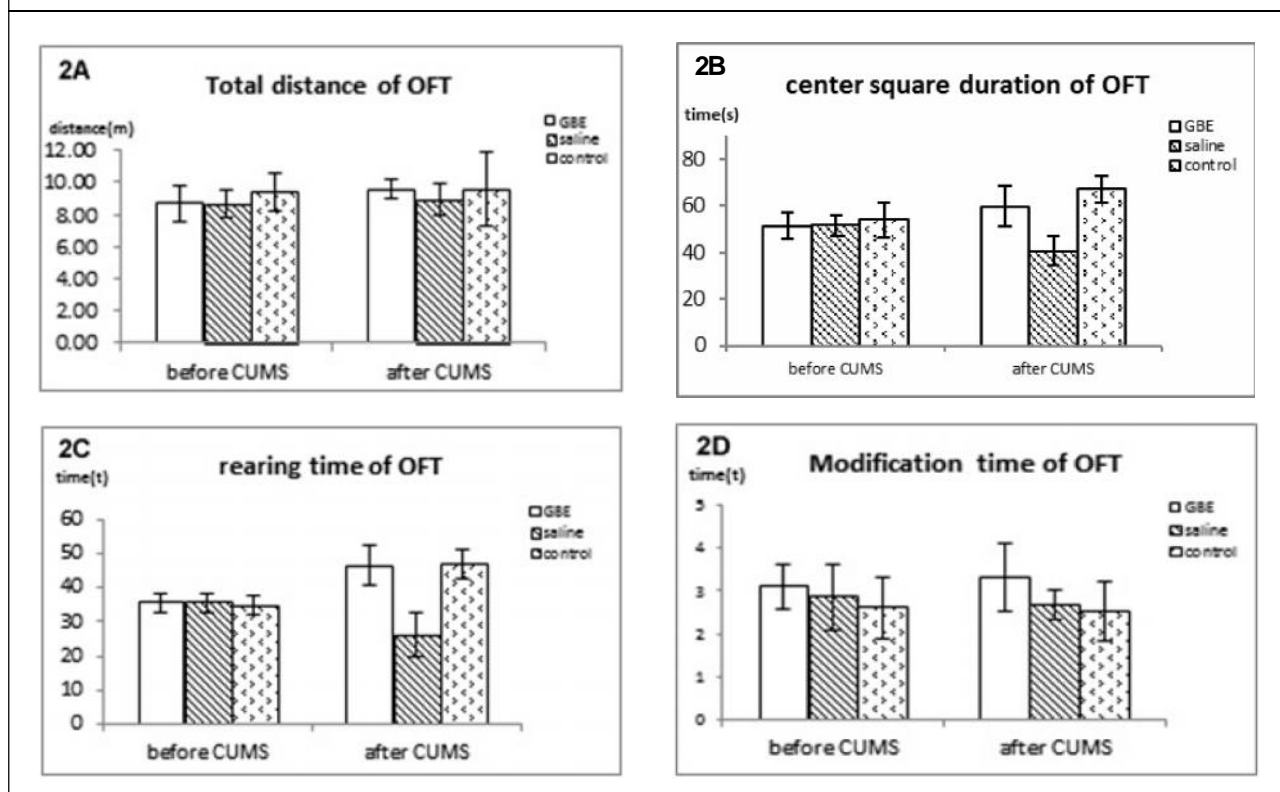 2A
Total distance of OFT
distance(m)
GBE
saline
control
12.00
10.00
8.00
6.00
4.00
2.00
0.00
before CUMS
after CUMS
2B
center square duration of OFT
time(s)
GBE
saline
control
80
60
40
20
0
before CUMS
after CUMS
2C
rearing time of OFT
time(t)
GBE
saline
control
60
50
40
30
20
10
0
before CUMS
after CUMS
2D
Modification time of OFT
time(t)
GBE
saline
control
5
4
3
2
1
0
before CUMS
after CUMS